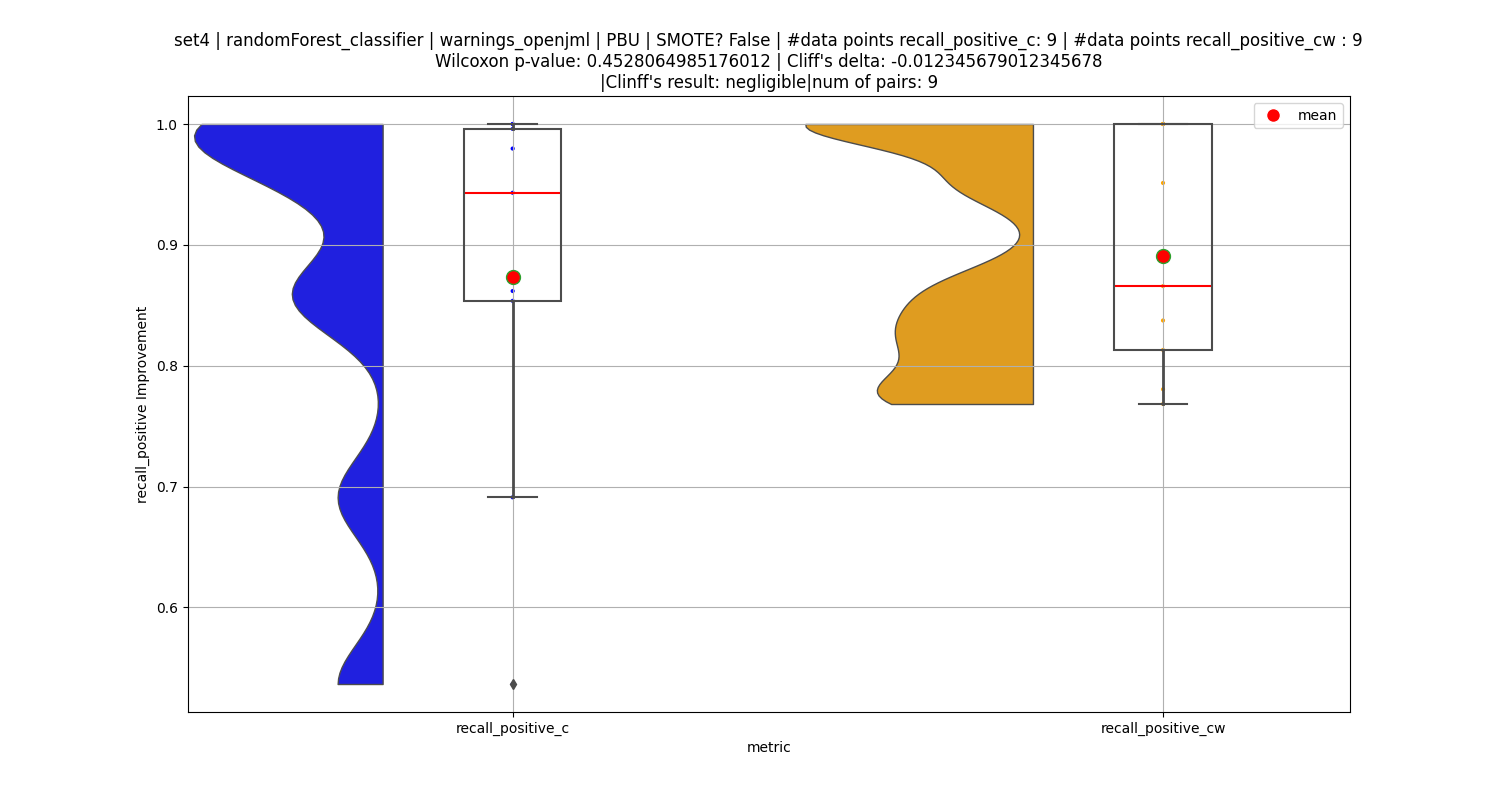 set4 | randomForest_classifier | warnings_openjml | PBU | SMOTE? False | #data points recall_positive_c: 9 | #data points recall_positive_cw : 9
Wilcoxon p-value: 0.4528064985176012 | Cliff's delta: -0.012345679012345678
|Clinff's result: negligible|num of pairs: 9
mean
1.0
0.9
0.8
0.7
0.6
recall_positive Improvement
recall_positive_c
recall_positive_cw
metric